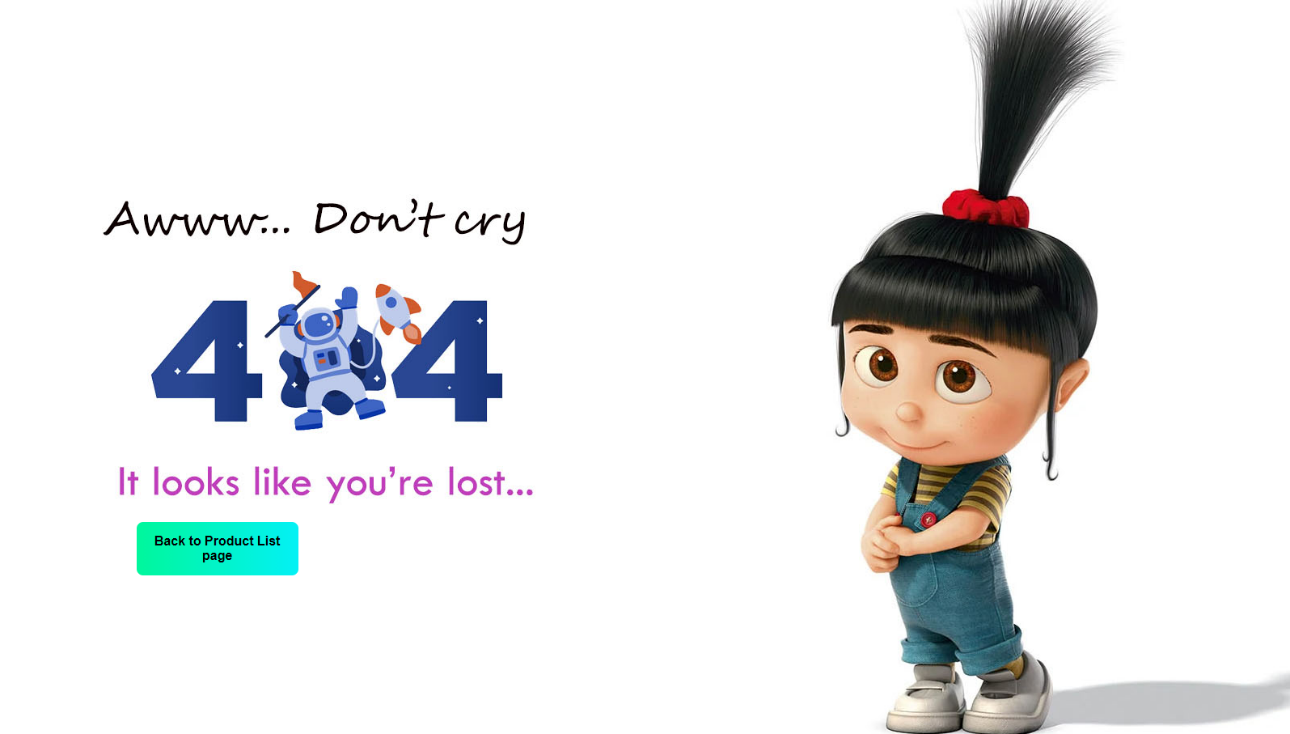 Awww... Don't cry
404
It looks like you're lost...
Back to Product List
page